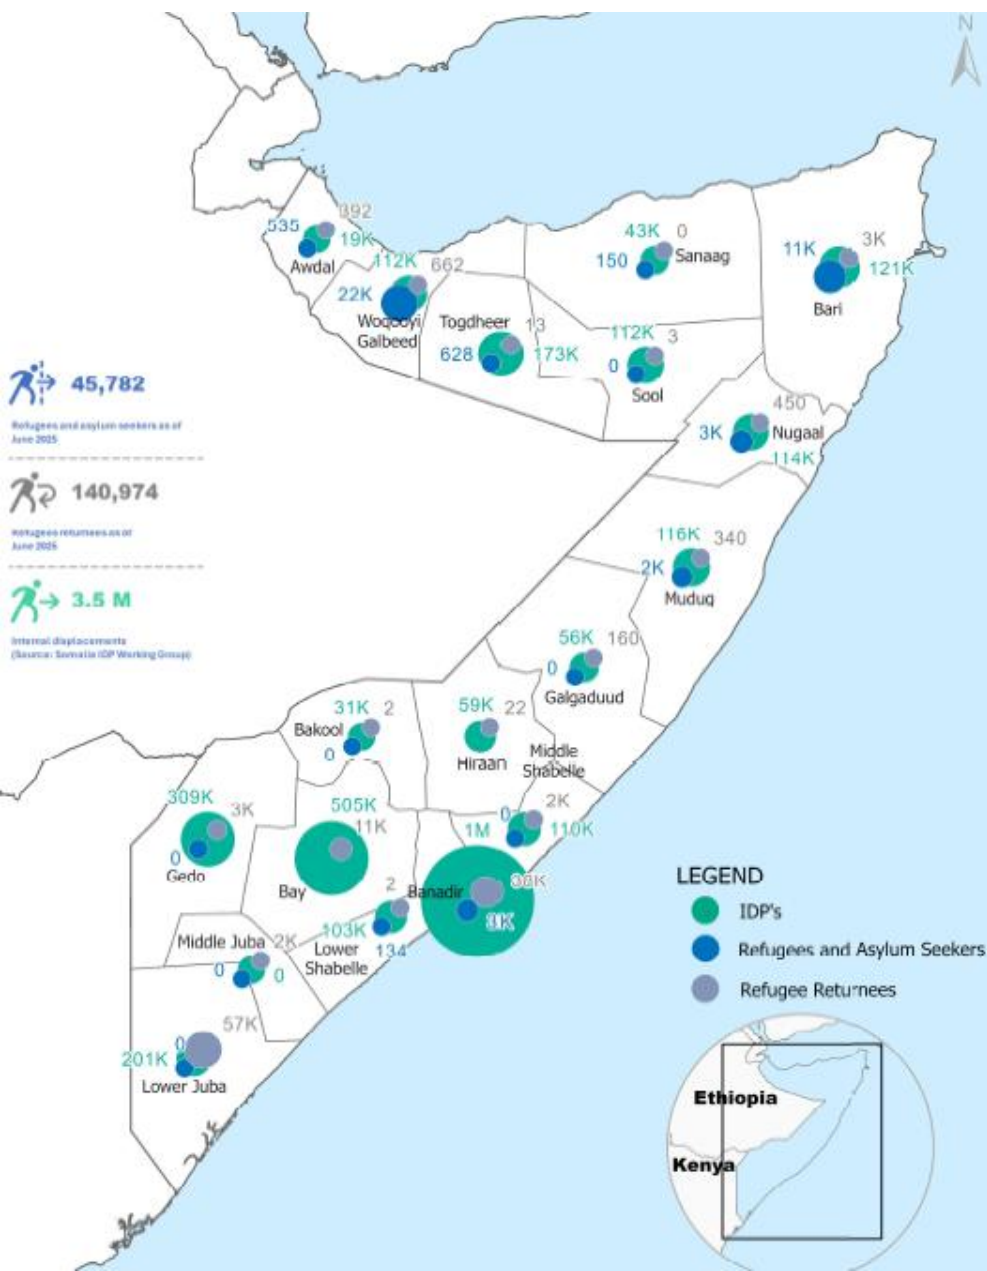 N
392
535
19K
Awdal
112K
662
22K
Woqooyi
Galbeed
Togdheer
13
628
173K
43K
0
150
Sanaag
3K
11K
121K
Bari
112K
3
0
Sool
450
3K
Nugaal
114K
45,782
Refugees and asylum seekers as of
June 2025
140,974
Refugee returnees as of
June 2025
3.5 M
Internal displacements
(Source: Somalia IDP Working Group)
116K
340
2K
Mudug
56K
160
0
Galgaduud
31K
2
Bakool
0
59K
22
Hiraan
Middle
Shabelle
2K
0
110K
309K
3K
0
Gedo
505K
11K
Bay
1M
Banadir
3K
2
103K
134
Lower
Shabelle
Middle Juba
2K
0
0
57K
0
201K
Lower Juba
LEGEND
IDP's
Refugees and Asylum Seekers
Refugee Returnees
Ethiopia
Kenya